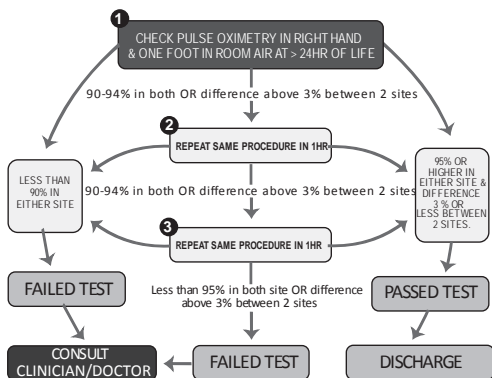 1
CHECK PULSE OXIMETRY IN RIGHT HAND
& ONE FOOT IN ROOM AIR AT > 24HR OF LIFE
90-94% in both OR difference above 3% between 2 sites
2
REPEAT SAME PROCEDURE IN 1HR
LESS THAN
90% IN
EITHER SITE
95% OR
HIGHER IN
EITHER SITE &
DIFFERENCE
3 % OR
LESS BETWEEN
2 SITES.
90-94% in both OR difference above 3% between 2 sites
3
REPEAT SAME PROCEDURE IN 1HR
FAILED TEST
Less than 95% in both site OR difference
above 3% between 2 sites
PASSED TEST
CONSULT
CLINICIAN/DOCTOR
FAILED TEST
DISCHARGE